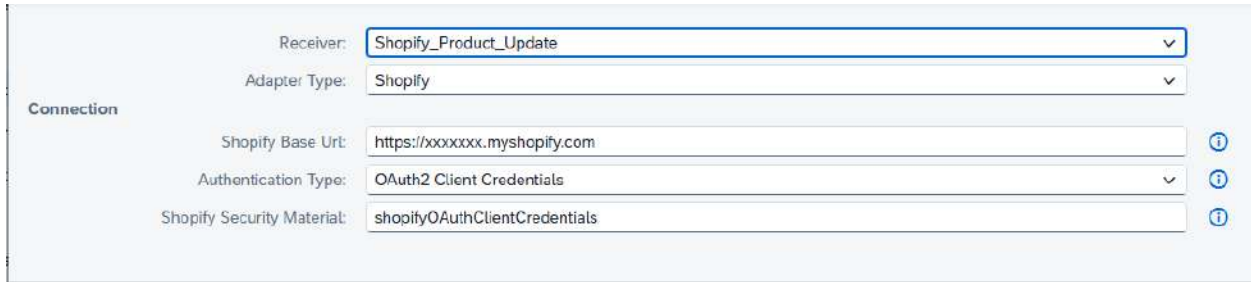 Receiver: Shopify_Product_Update
Adapter Type: Shopify
Connection
Shopify Base Url: https://xxxxxxx.myshopify.com
Authentication Type: OAuth2 Client Credentials
Shopify Security Material: shopifyOAuthClientCredentials